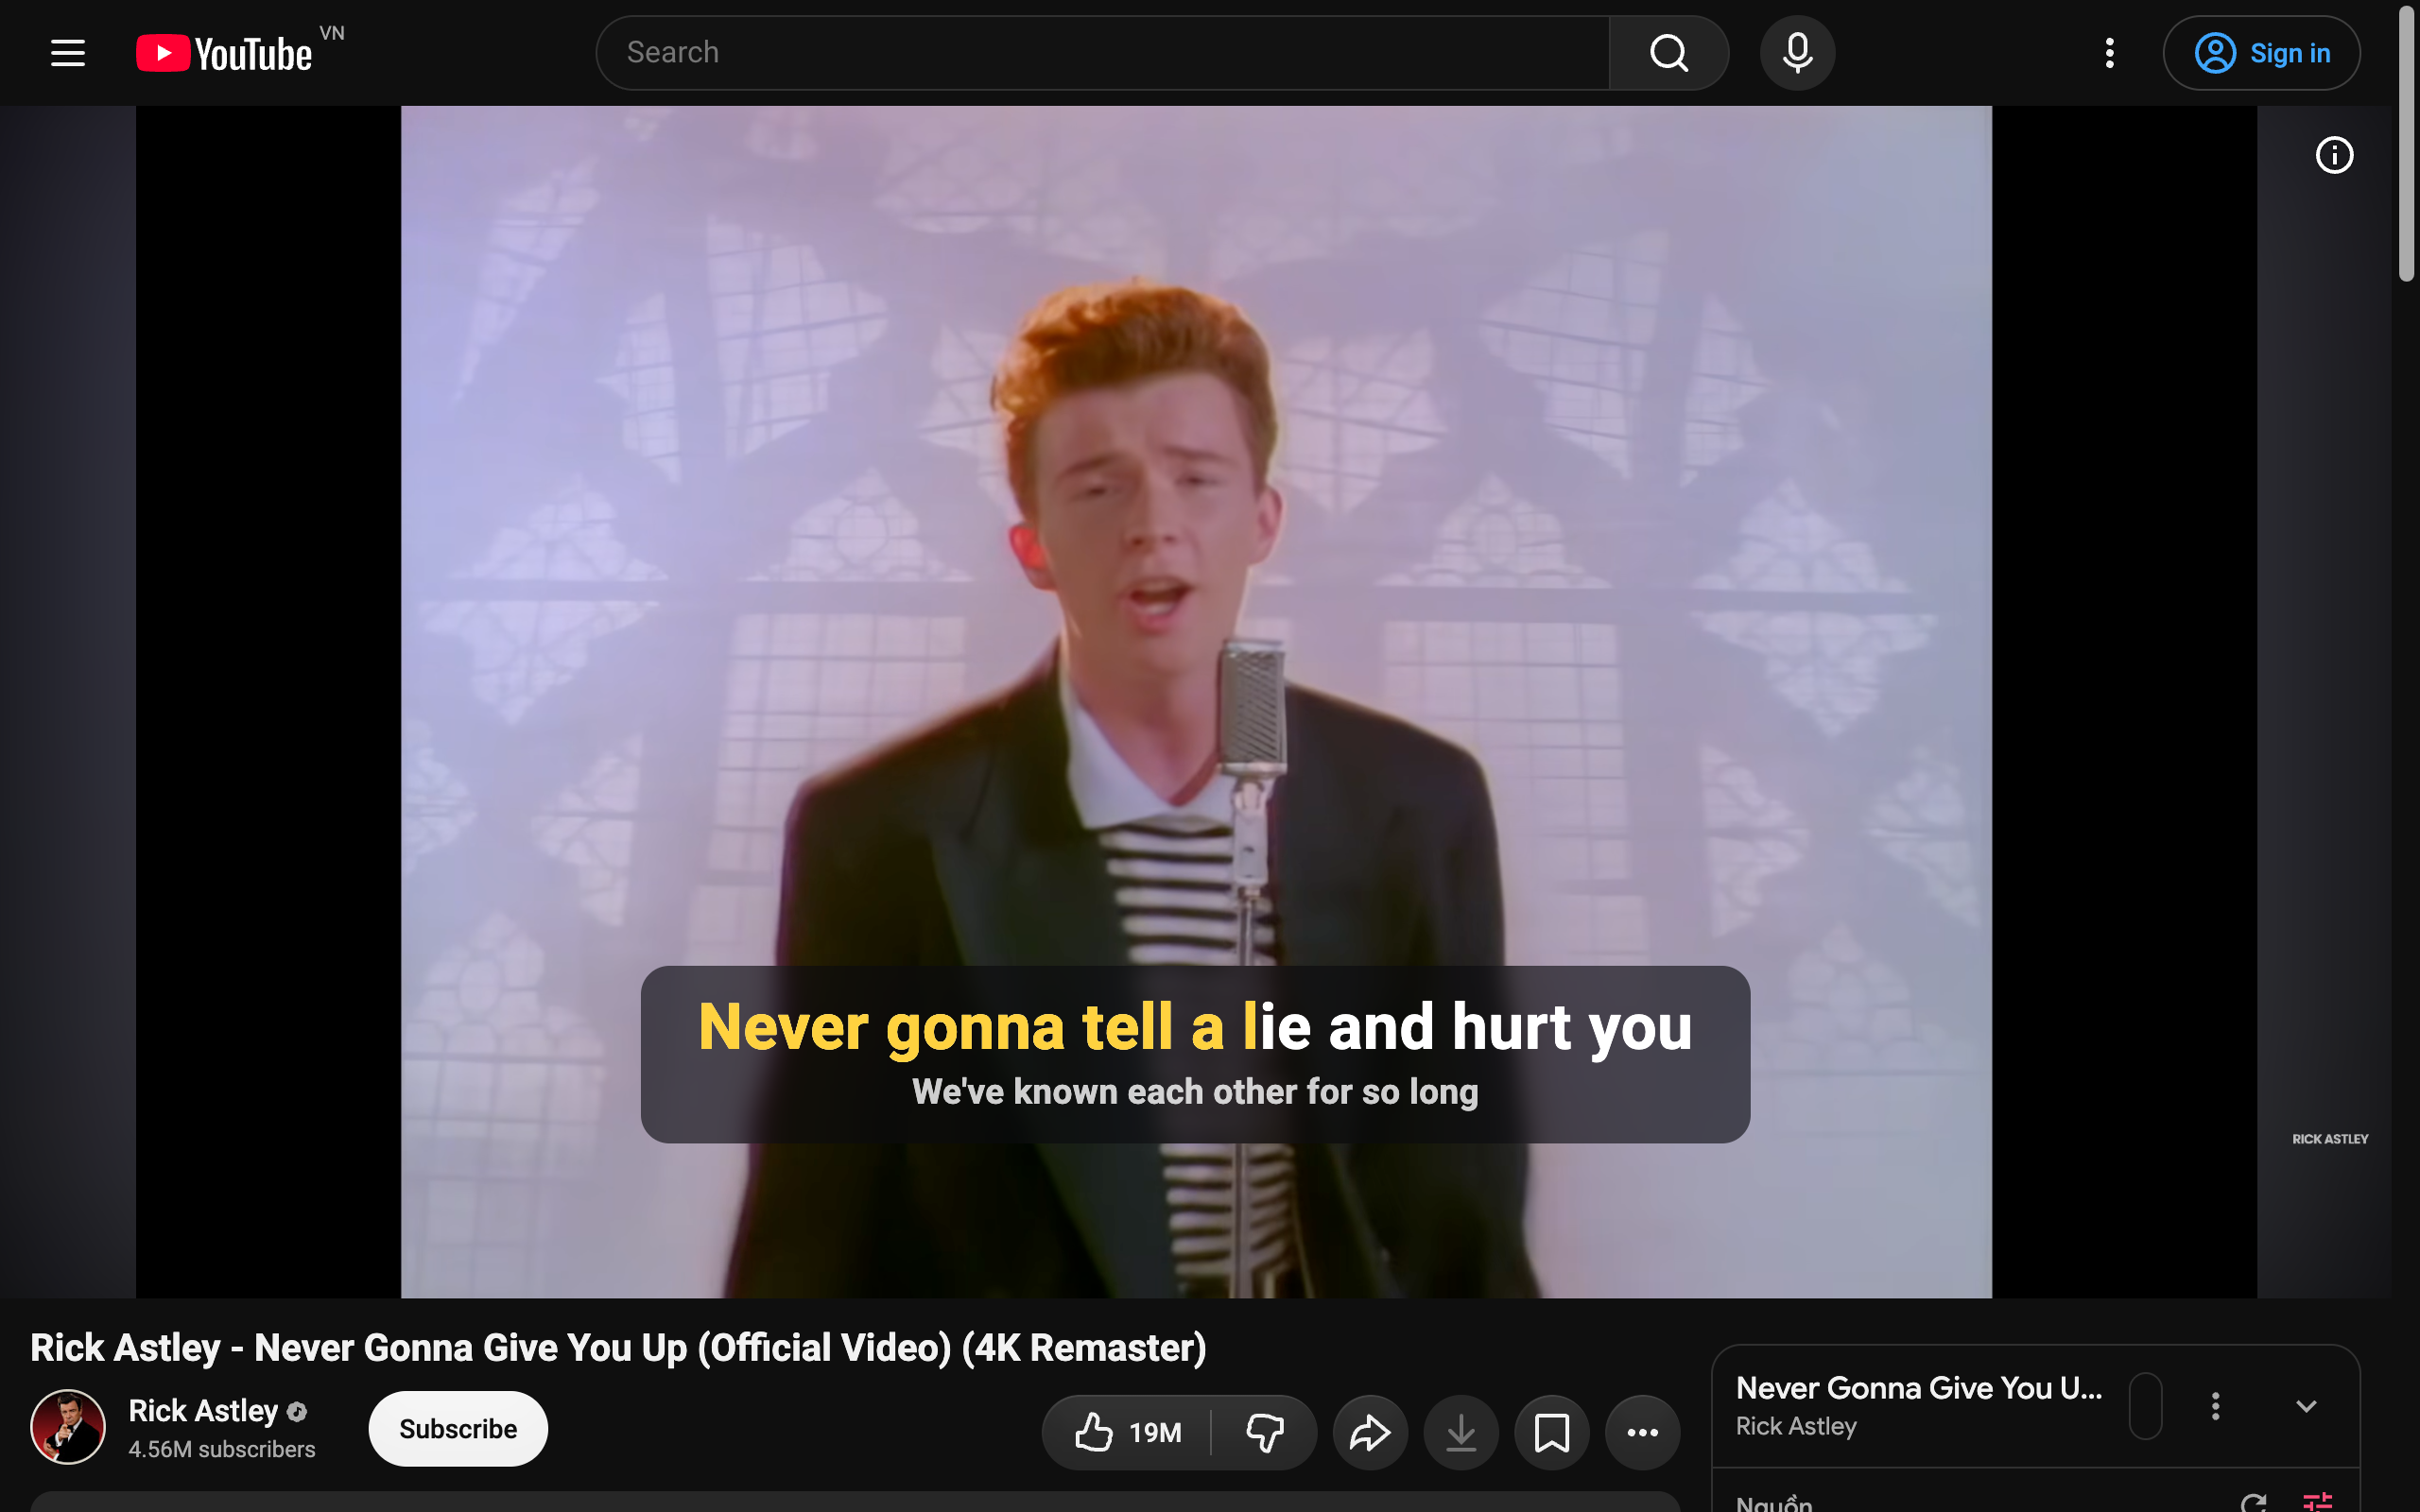 YouTube VN
Search
Sign in
Never gonna tell a lie and hurt you
We've known each other for so long
RICK ASTLEY
Rick Astley - Never Gonna Give You Up (Official Video) (4K Remaster)
Rick Astley
4.56M subscribers
Subscribe
19M
Never Gonna Give You U...
Rick Astley
Nguồn